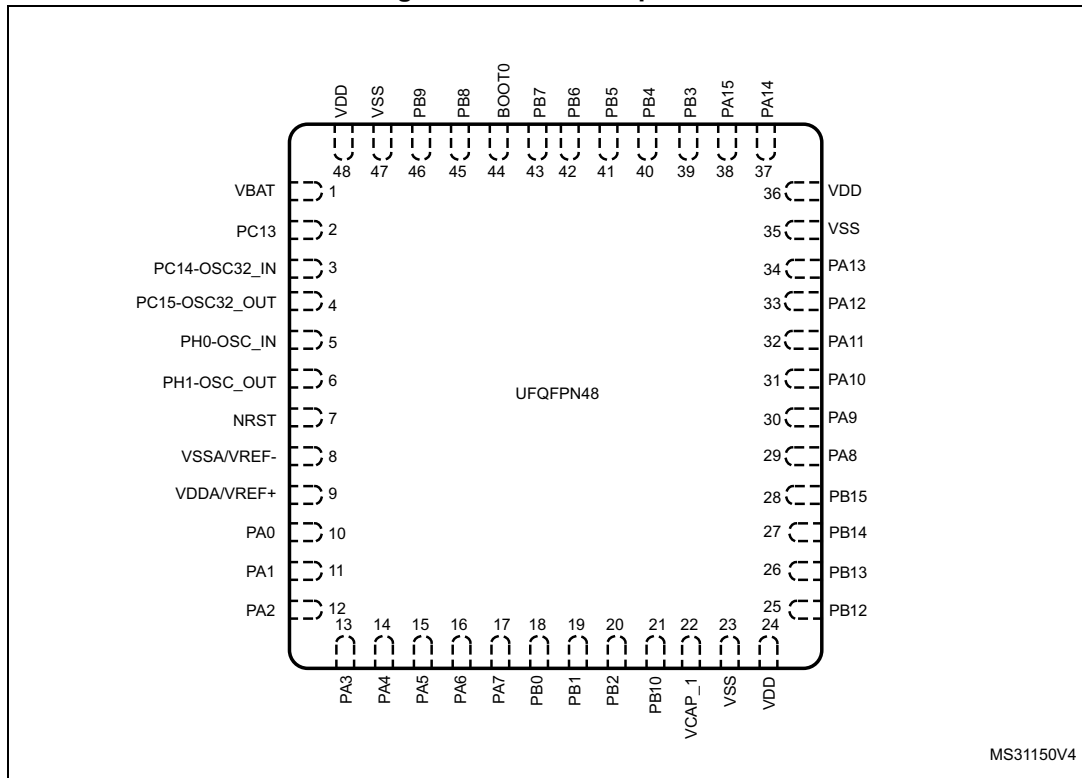 VDD
VSS
PB9
PB8
BOOT0
PB7
PB6
PB5
PB4
PB3
PA15
PA14
48
47
46
45
44
43
42
41
40
39
38
37
VBAT 1
PC13 2
PC14-OSC32_IN 3
PC15-OSC32_OUT 4
PH0-OSC_IN 5
PH1-OSC_OUT 6
NRST 7
VSSA/VREF- 8
VDDA/VREF+ 9
PA0 10
PA1 11
PA2 12
UFQFPN48
36 VDD
35 VSS
34 PA13
33 PA12
32 PA11
31 PA10
30 PA9
29 PA8
28 PB15
27 PB14
26 PB13
25 PB12
13
14
15
16
17
18
19
20
21
22
23
24
PA3
PA4
PA5
PA6
PA7
PB0
PB1
PB2
PB10
VCAP_1
VSS
VDD
MS31150V4